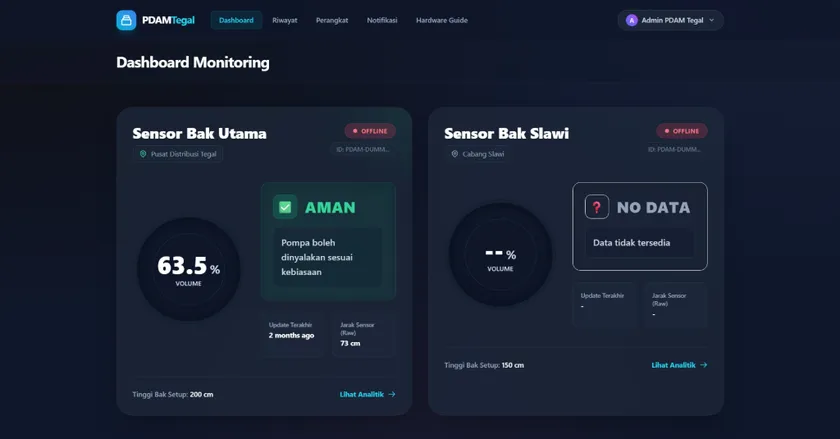 PDAMTegal
Dashboard
Riwayat
Perangkat
Notifikasi
Hardware Guide
A
Admin PDAM Tegal
Dashboard Monitoring
Sensor Bak Utama
OFFLINE
Pusat Distribusi Tegal
ID: PDAM-DUMM...
63.5 %
VOLUME
AMAN
Pompa boleh
dinyalakan sesuai
kebiasaan
Update Terakhir
2 months ago
Jarak Sensor
(Raw)
73 cm
Tinggi Bak Setup: 200 cm
Lihat Analitik →
Sensor Bak Slawi
OFFLINE
Cabang Slawi
ID: PDAM-DUMM...
-- %
VOLUME
NO DATA
Data tidak tersedia
Update Terakhir
-
Jarak Sensor
(Raw)
-
Tinggi Bak Setup: 150 cm
Lihat Analitik →